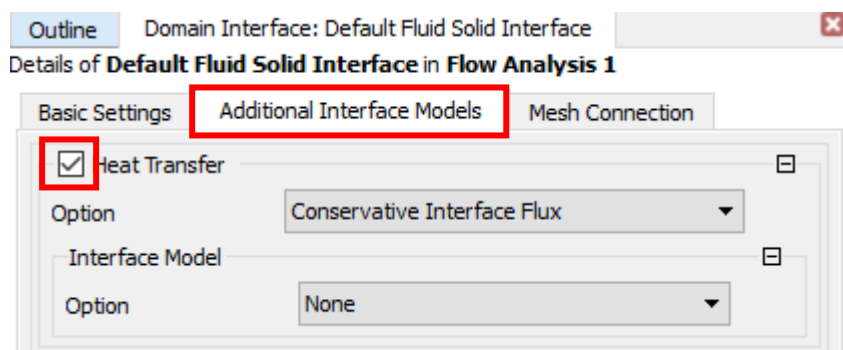 Outline Domain Interface: Default Fluid Solid Interface
Details of Default Fluid Solid Interface in Flow Analysis 1
Basic Settings Additional Interface Models Mesh Connection
Heat Transfer
Option Conservative Interface Flux
Interface Model
Option None